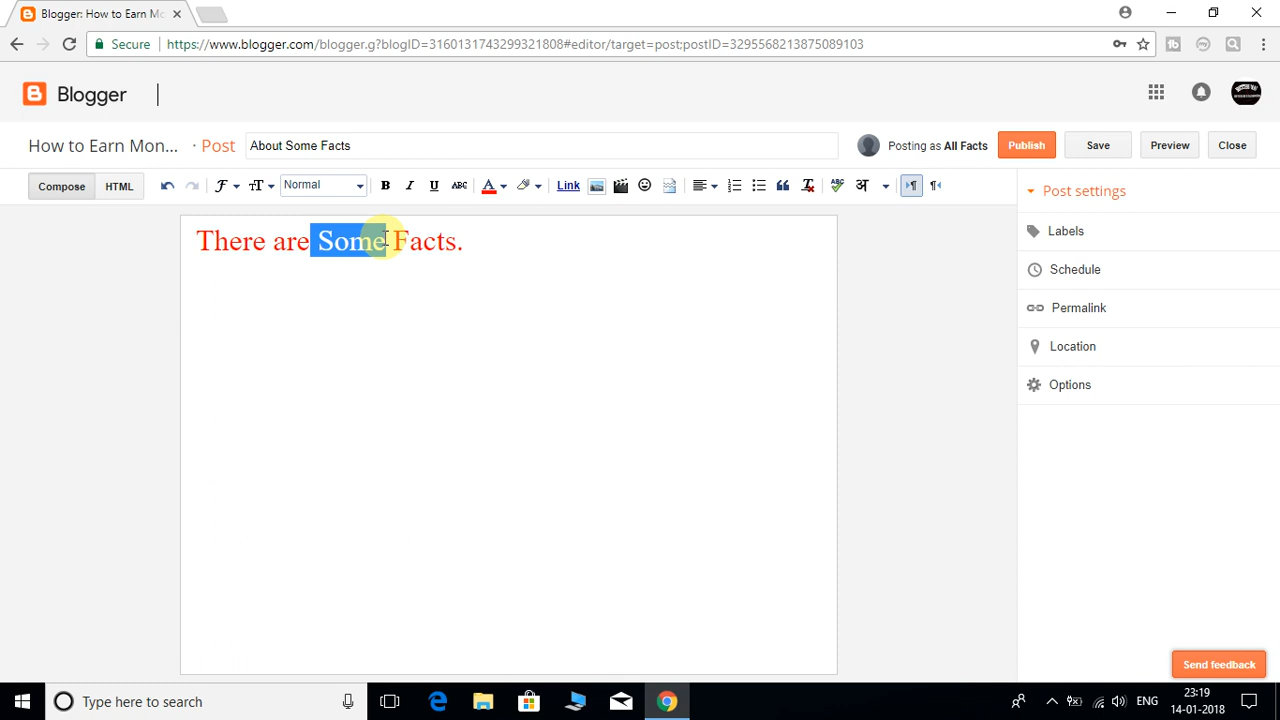 Blogger: How to Earn Mo
Secure
https://www.blogger.com/blogger.g?blogID=3160131743299321808#editor/target=post;postID=3295568213875089103
Blogger
How to Earn Mon... · Post
About Some Facts
Posting as All Facts
Publish
Save
Preview
Close
Compose
HTML
Normal
B I U ABC A
Link
अ
Post settings
There are Some Facts.
Labels
Schedule
Permalink
Location
Options
Send feedback
Type here to search
ENG
23:19
14-01-2018